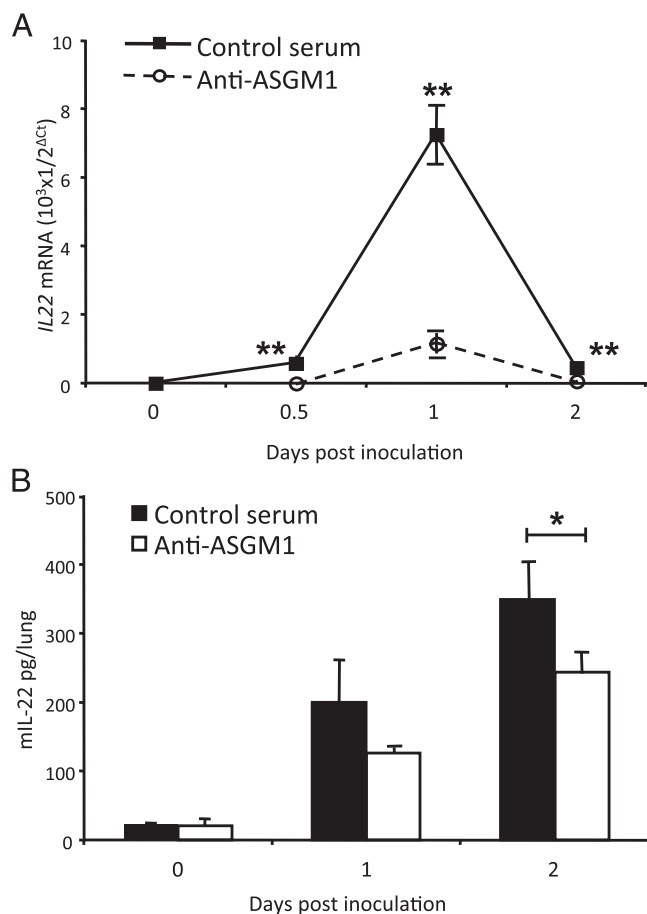 A
10
Control serum
Anti-ASGM1
**
8
6
4
2
0
**
**
IL22 mRNA (10³x1/2^ΔCt)
0 0.5 1 2
Days post inoculation
B
500
Control serum
Anti-ASGM1
*
400
300
200
100
0
mIL-22 pg/lung
0 1 2
Days post inoculation